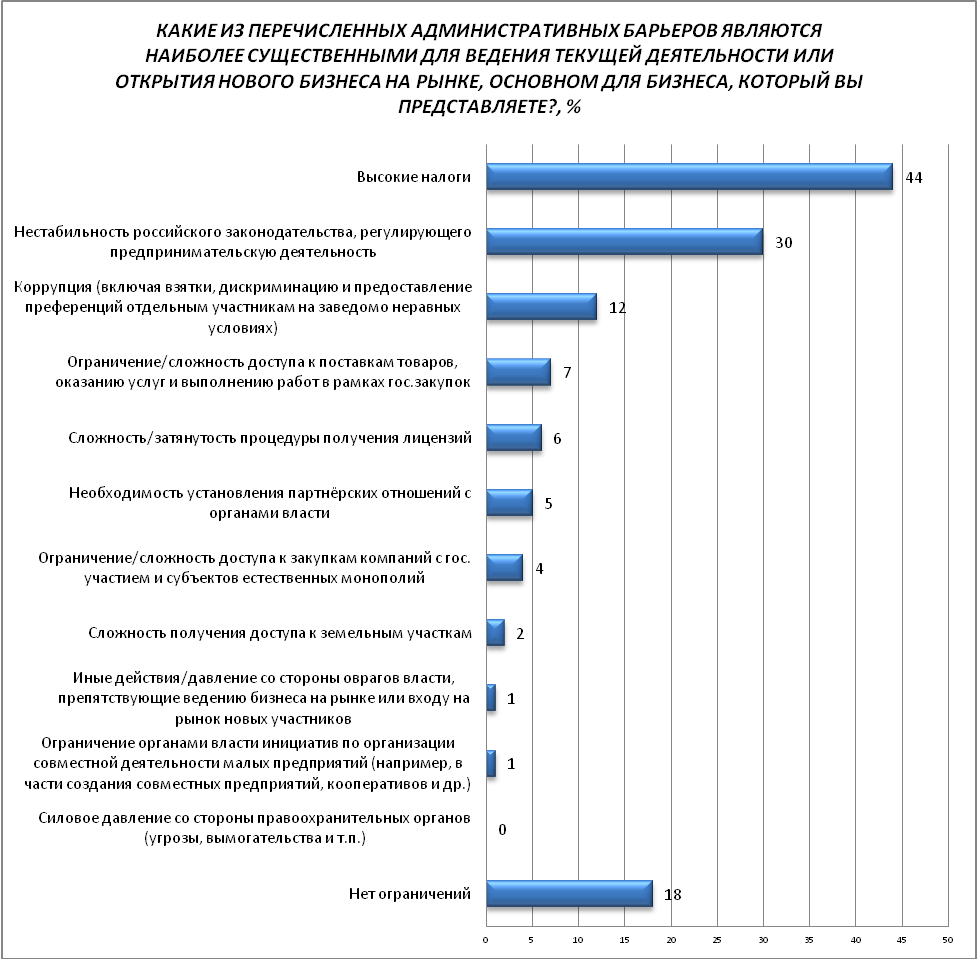 КАКИЕ ИЗ ПЕРЕЧИСЛЕННЫХ АДМИНИСТРАТИВНЫХ БАРЬЕРОВ ЯВЛЯЮТСЯ
НАИБОЛЕЕ СУЩЕСТВЕННЫМИ ДЛЯ ВЕДЕНИЯ ТЕКУЩЕЙ ДЕЯТЕЛЬНОСТИ ИЛИ
ОТКРЫТИЯ НОВОГО БИЗНЕСА НА РЫНКЕ, ОСНОВНОМ ДЛЯ БИЗНЕСА, КОТОРЫЙ ВЫ
ПРЕДСТАВЛЯЕТЕ?, %
Высокие налоги
44
Нестабильность российского законодательства, регулирующего
предпринимательскую деятельность
30
Коррупция (включая взятки, дискриминацию и предоставление
преференций отдельным участникам на заведомо неравных
условиях)
12
Ограничение/сложность доступа к поставкам товаров,
оказанию услуг и выполнению работ в рамках гос.закупок
7
Сложность/затянутость процедуры получения лицензий
6
Необходимость установления партнёрских отношений с
органами власти
5
Ограничение/сложность доступа к закупкам компаний с гос.
участием и субъектов естественных монополий
4
Сложность получения доступа к земельным участкам
2
Иные действия/давление со стороны оврагов власти,
препятствующие ведению бизнеса на рынке или входу на
рынок новых участников
1
Ограничение органами власти инициатив по организации
совместной деятельности малых предприятий (например, в
части создания совместных предприятий, кооперативов и др.)
1
Силовое давление со стороны правоохранительных органов
(угрозы, вымогательства и т.п.)
0
Нет ограничений
18
0 5 10 15 20 25 30 35 40 45 50